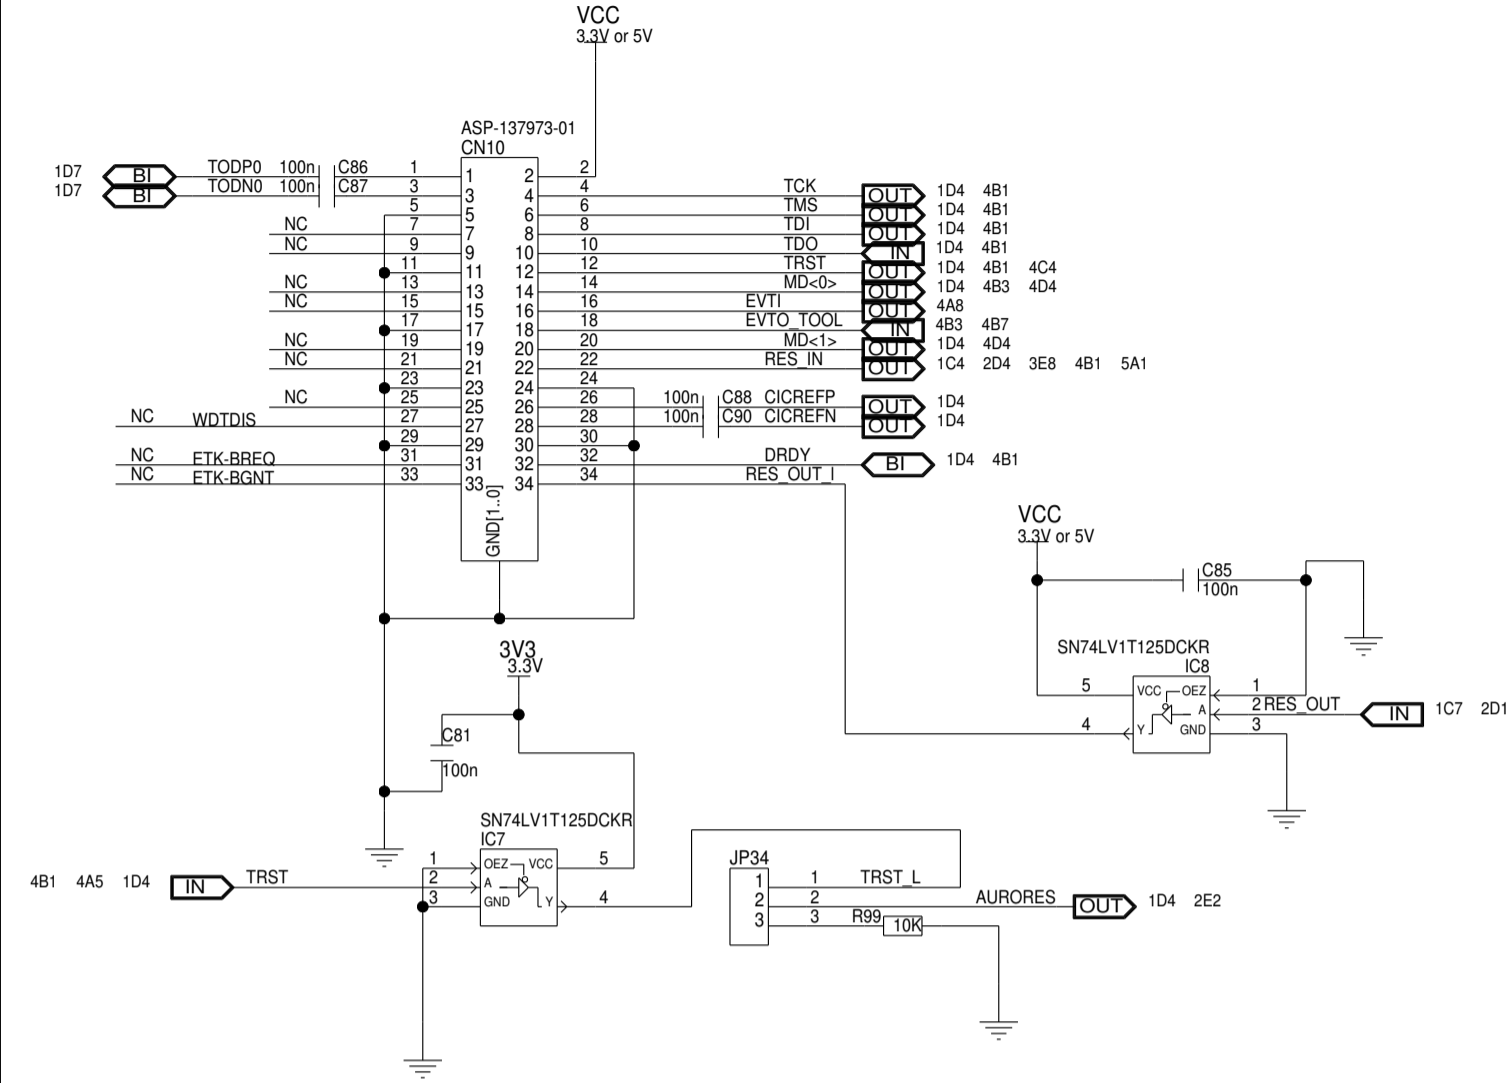 VCC
3.3V or 5V
ASP-137973-01
CN10
1D7 BI TODP0 100n C86 1 1 2 2
1D7 BI TODN0 100n C87 3 3 4 4 TCK OUT 1D4 4B1
5 5 6 6 TMS OUT 1D4 4B1
NC 7 7 8 8 TDI OUT 1D4 4B1
NC 9 9 10 10 TDO IN 1D4 4B1
11 11 12 12 TRST OUT 1D4 4B1 4C4
NC 13 13 14 14 MD<0> OUT 1D4 4B3 4D4
NC 15 15 16 16 EVTI OUT 4A8
17 17 18 18 EVTO_TOOL IN 4B3 4B7
NC 19 19 20 20 MD<1> OUT 1D4 4D4
NC 21 21 22 22 RES_IN OUT 1C4 2D4 3E8 4B1 5A1
23 23 24 24
NC 25 25 26 26 100n C88 CICREFP OUT 1D4
NC WDTDIS 27 27 28 28 100n C90 CICREFN OUT 1D4
29 29 30 30
NC ETK-BREQ 31 31 32 32 DRDY BI 1D4 4B1
NC ETK-BGNT 33 33 34 34 RES_OUT_I
GND[1..0]
VCC
3.3V or 5V
C85
100n
SN74LV1T125DCKR
IC8
5 VCC OEZ 1
A 2 RES_OUT IN 1C7 2D1
4 Y GND 3
3V3
3.3V
C81
100n
SN74LV1T125DCKR
IC7
1 OEZ VCC 5
4B1 4A5 1D4 IN TRST 2 A
3 GND Y 4
JP34
1 1 TRST_L
2 2 AURORES OUT 1D4 2E2
3 3 R99 10K